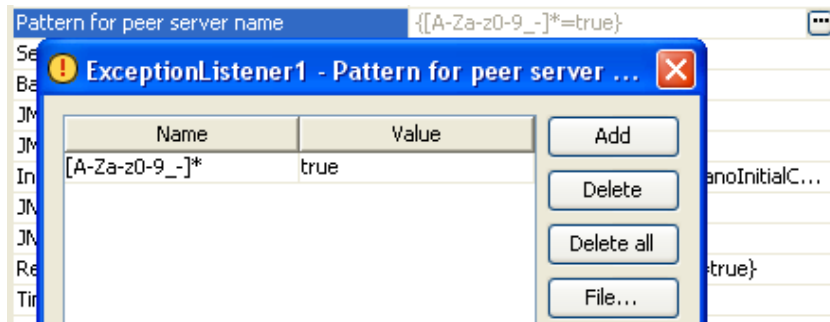 Pattern for peer server name {[A-Za-z0-9_-]*=true} ...
ExceptionListener1 - Pattern for peer server ...
Name Value
[A-Za-z0-9_-]* true
Add
Delete
Delete all
File...
Se
Ba
JM
JM
In anoInitialC...
JN
JN
Re =true}
Tim